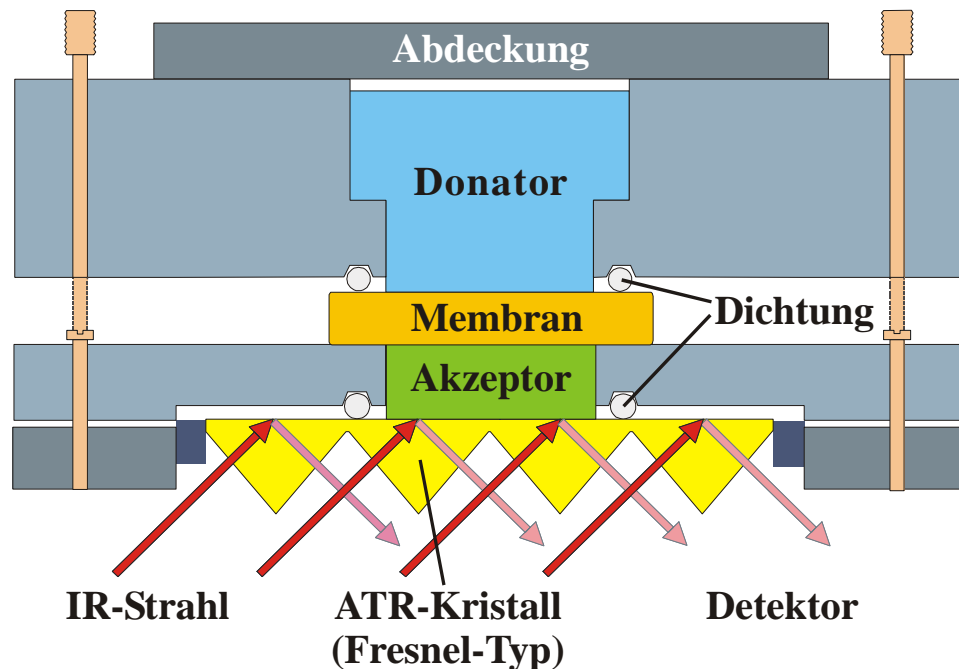 Abdeckung
Donator
Membran
Dichtung
Akzeptor
IR-Strahl
ATR-Kristall
(Fresnel-Typ)
Detektor